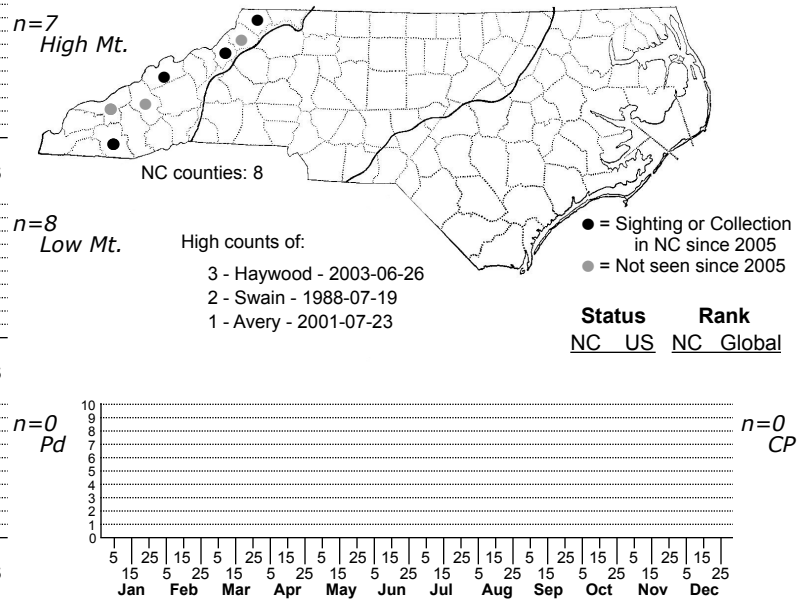 n=7
High Mt.
NC counties: 8
n=8
Low Mt.
High counts of:
3 - Haywood - 2003-06-26
2 - Swain - 1988-07-19
1 - Avery - 2001-07-23
= Sighting or Collection
in NC since 2005
= Not seen since 2005
Status Rank
NC US NC Global
n=0
Pd
n=0
CP
10
9
8
7
6
5
4
3
2
1
0
5 25 15 5 25 15 5 25 15 5 25 15 5 25 15 5 25 15
15 5 25 15 5 25 15 5 25 15 5 25 15 5 25 15 5 25
Jan Feb Mar Apr May Jun Jul Aug Sep Oct Nov Dec